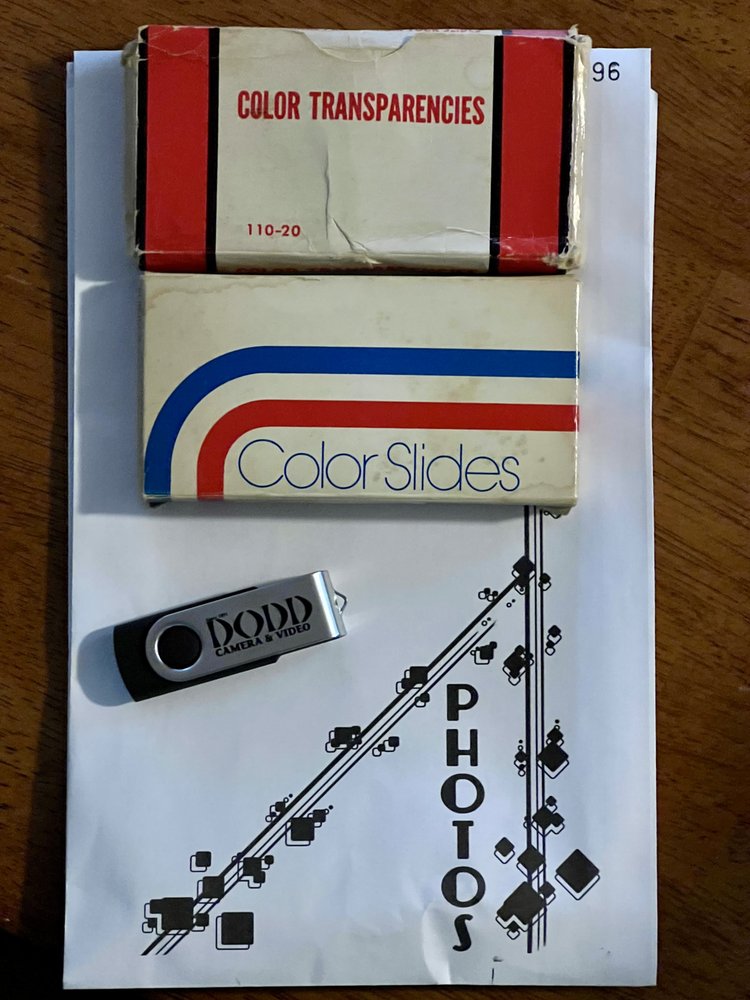 96
COLOR TRANSPARENCIES
110-20
Color Slides
DODD
CAMERA & VIDEO
PHOTOS